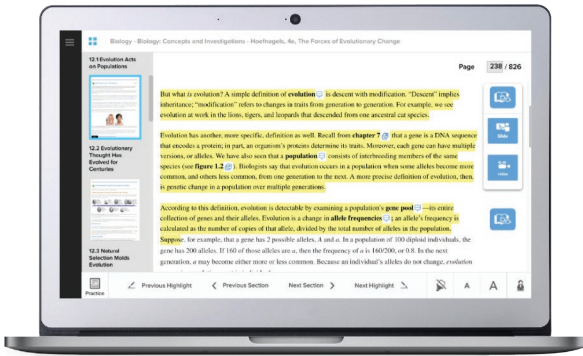 Biology - Biology: Concepts and Investigations - Hoefnagels, 4e, The Forces of Evolutionary Change
12.1 Evolution Acts
on Populations
12.2 Evolutionary
Thought Has
Evolved for
Centuries
12.3 Natural
Selection Molds
Evolution
Page 238 / 826
But what is evolution? A simple definition of evolution is descent with modification. "Descent" implies
inheritance; "modification" refers to changes in traits from generation to generation. For example, we see
evolution at work in the lions, tigers, and leopards that descended from one ancestral cat species.
Evolution has another, more specific, definition as well. Recall from chapter 7 that a gene is a DNA sequence
that encodes a protein; in part, an organism's proteins determine its traits. Moreover, each gene can have multiple
versions, or alleles. We have also seen that a population consists of interbreeding members of the same
species (see figure 1.2). Biologists say that evolution occurs in a population when some alleles become more
common, and others less common, from one generation to the next. A more precise definition of evolution, then,
is genetic change in a population over multiple generations.
According to this definition, evolution is detectable by examining a population's gene pool—its entire
collection of genes and their alleles. Evolution is a change in allele frequencies; an allele's frequency is
calculated as the number of copies of that allele, divided by the total number of alleles in the population.
Suppose, for example, that a gene has 2 possible alleles, A and a. In a population of 100 diploid individuals, the
gene has 200 alleles. If 160 of those alleles are a, then the frequency of a is 160/200, or 0.8. In the next
generation, a may become either more or less common. Because an individual's alleles do not change, evolution
Slide
Practice
Previous Highlight
Previous Section
Next Section
Next Highlight
A
A